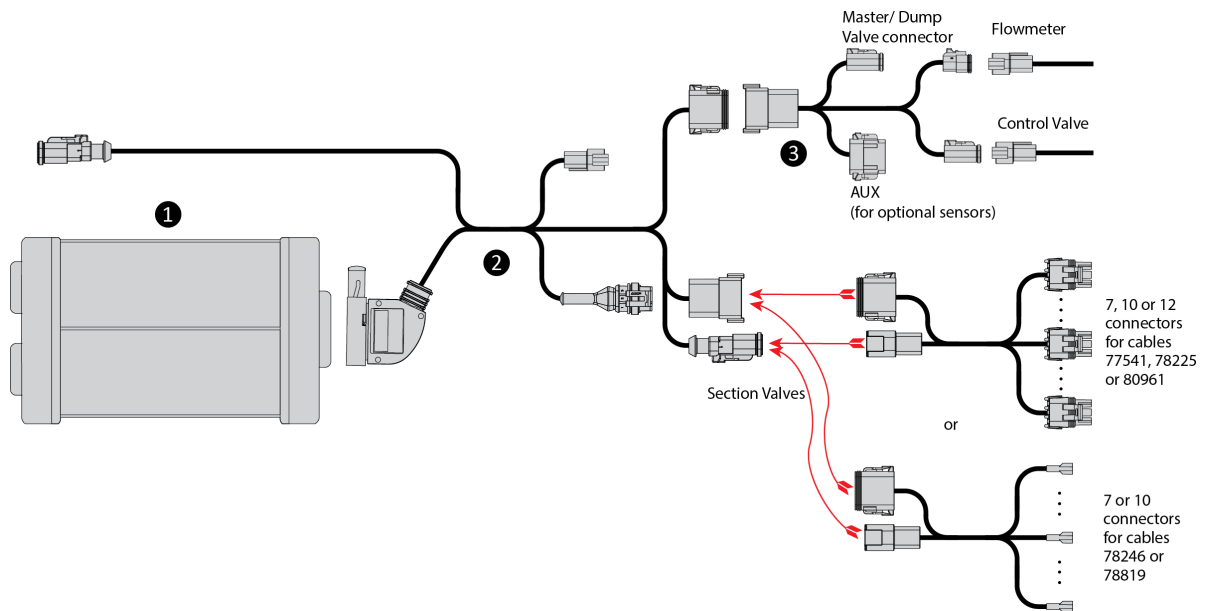 Master/ Dump
Valve connector
Flowmeter
Control Valve
3
AUX
(for optional sensors)
1
2
7, 10 or 12
connectors
for cables
77541, 78225
or 80961
Section Valves
or
7 or 10
connectors
for cables
78246 or
78819